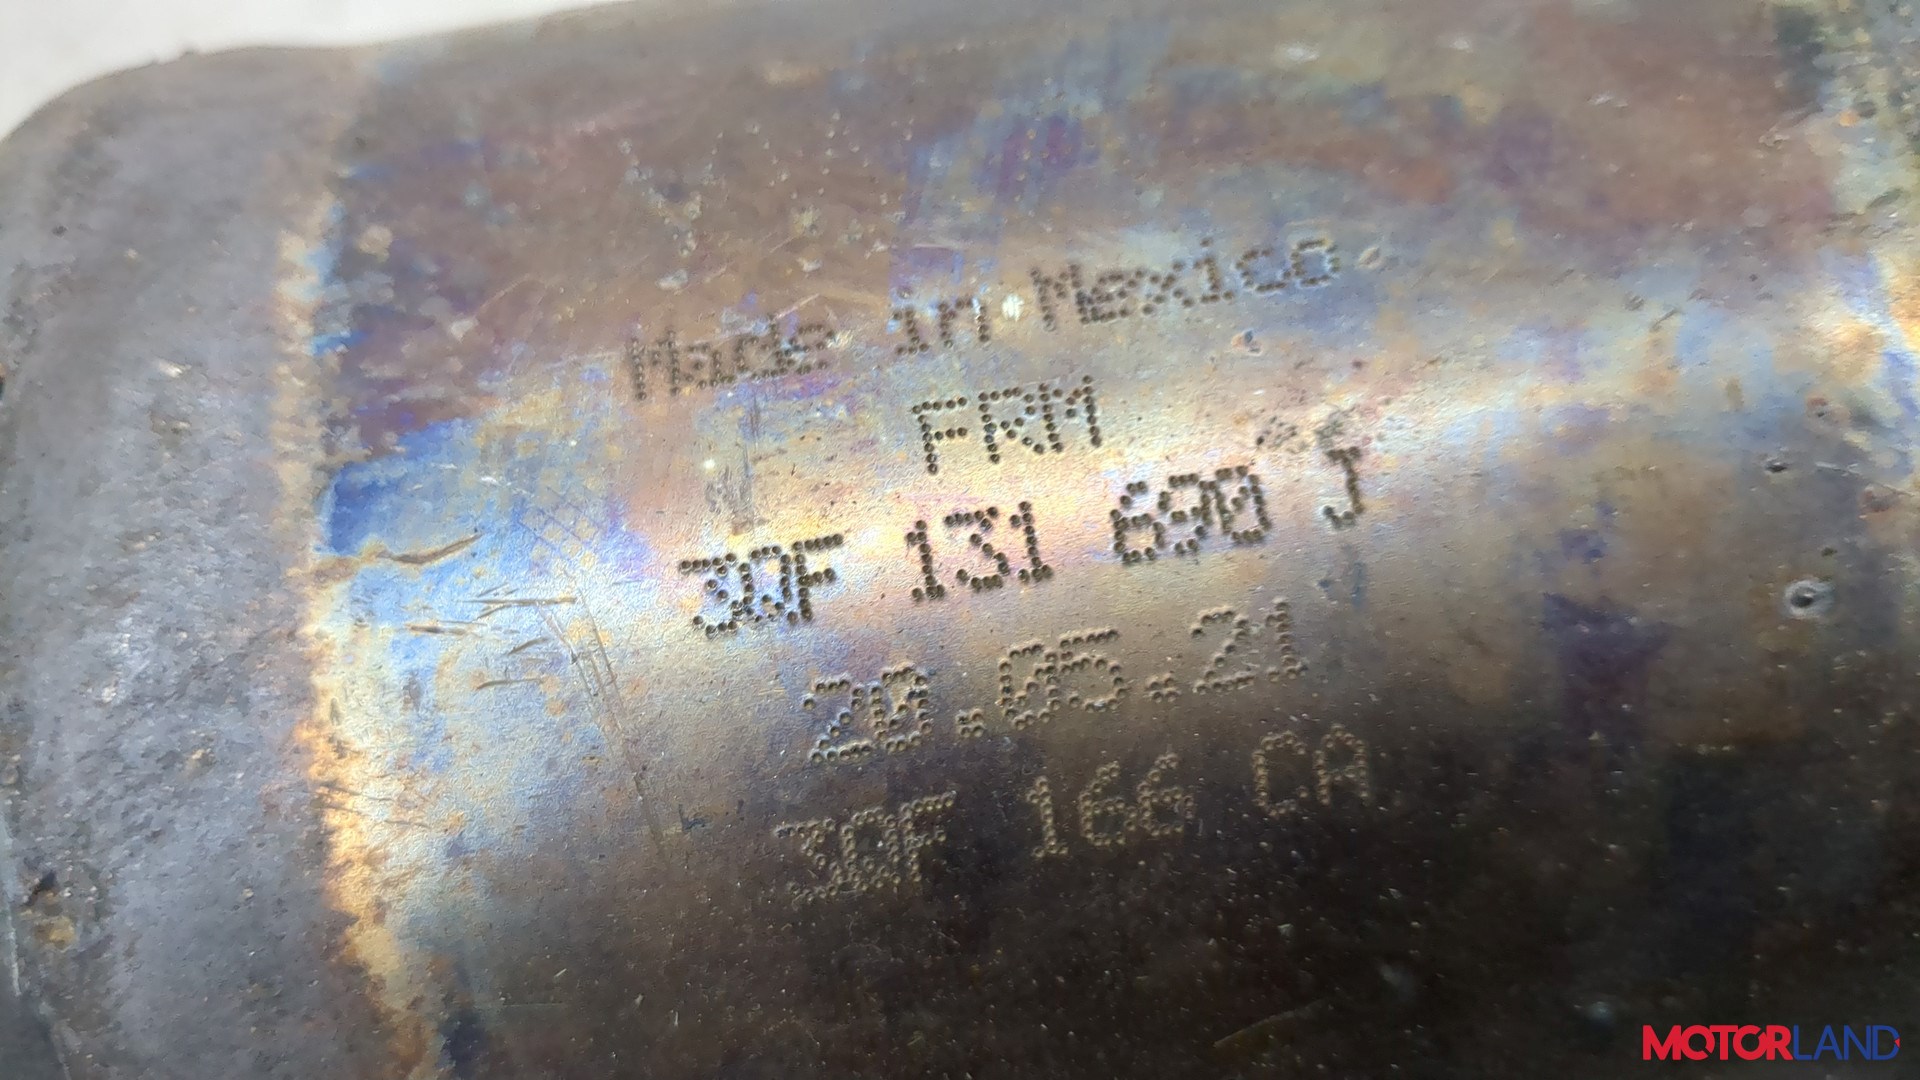 Made in Mexico
FRM
3QF 131 690 J
20.05.21
3QF 166 CA
MOTORLAND